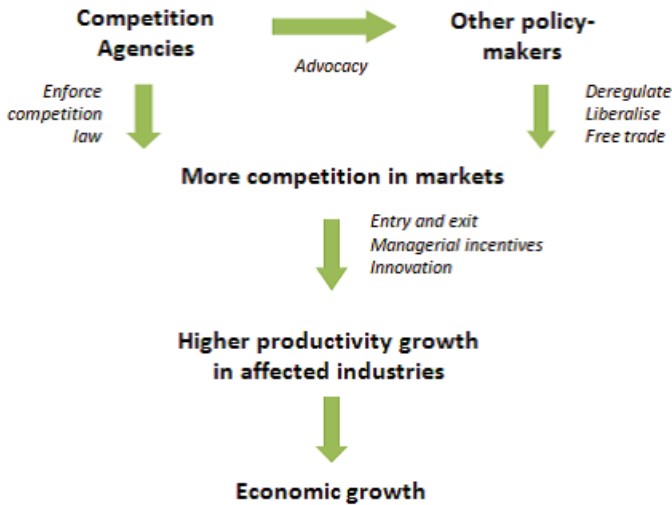 Competition
Agencies
Advocacy
Other policy-
makers
Enforce
competition
law
Deregulate
Liberalise
Free trade
More competition in markets
Entry and exit
Managerial incentives
Innovation
Higher productivity growth
in affected industries
Economic growth